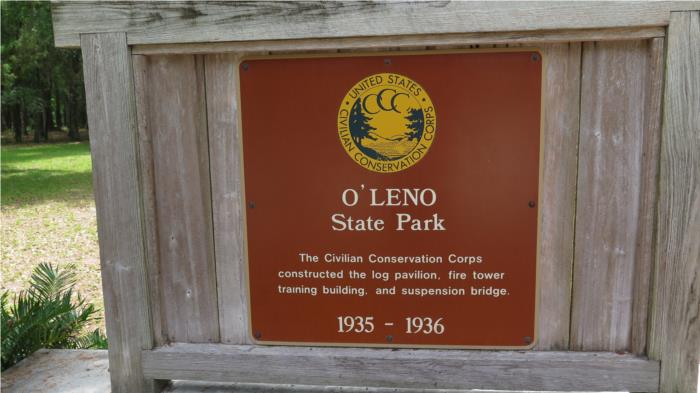 UNITED STATES
CCC
CIVILIAN CONSERVATION CORPS
O'LENO
State Park
The Civilian Conservation Corps
constructed the log pavilion, fire tower
training building, and suspension bridge.
1935 - 1936